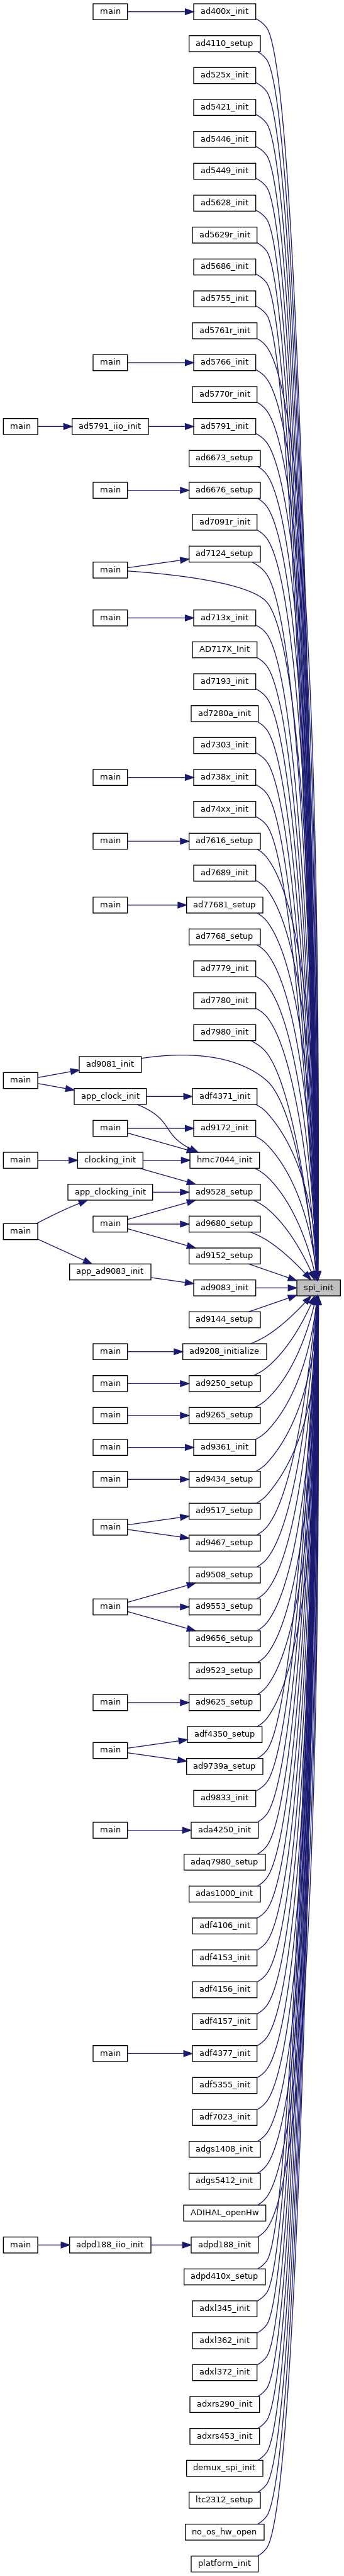 main ad400x_init
ad4110_setup
ad525x_init
ad5421_init
ad5446_init
ad5449_init
ad5628_init
ad5629r_init
ad5686_init
ad5755_init
ad5761r_init
main ad5766_init
ad5770r_init
main ad5791_iio_init ad5791_init
ad6673_setup
main ad6676_setup
ad7091r_init
ad7124_setup
main
main ad713x_init
AD717X_Init
ad7193_init
ad7280a_init
ad7303_init
main ad738x_init
ad74xx_init
main ad7616_setup
ad7689_init
main ad77681_setup
ad7768_setup
ad7779_init
ad7780_init
ad7980_init
ad9081_init
main
app_clock_init adf4371_init
main ad9172_init
main clocking_init hmc7044_init
app_clocking_init ad9528_setup
main ad9680_setup
main
ad9152_setup
app_ad9083_init
ad9083_init spi_init
ad9144_setup
main ad9208_initialize
main ad9250_setup
main ad9265_setup
main ad9361_init
main ad9434_setup
ad9517_setup
main
ad9467_setup
ad9508_setup
main ad9553_setup
ad9656_setup
ad9523_setup
main ad9625_setup
adf4350_setup
main
ad9739a_setup
ad9833_init
main ada4250_init
adaq7980_setup
adas1000_init
adf4106_init
adf4153_init
adf4156_init
adf4157_init
main adf4377_init
adf5355_init
adf7023_init
adgs1408_init
adgs5412_init
ADIHAL_openHw
main adpd188_iio_init adpd188_init
adpd410x_setup
adxl345_init
adxl362_init
adxl372_init
adxrs290_init
adxrs453_init
demux_spi_init
ltc2312_setup
no_os_hw_open
platform_init